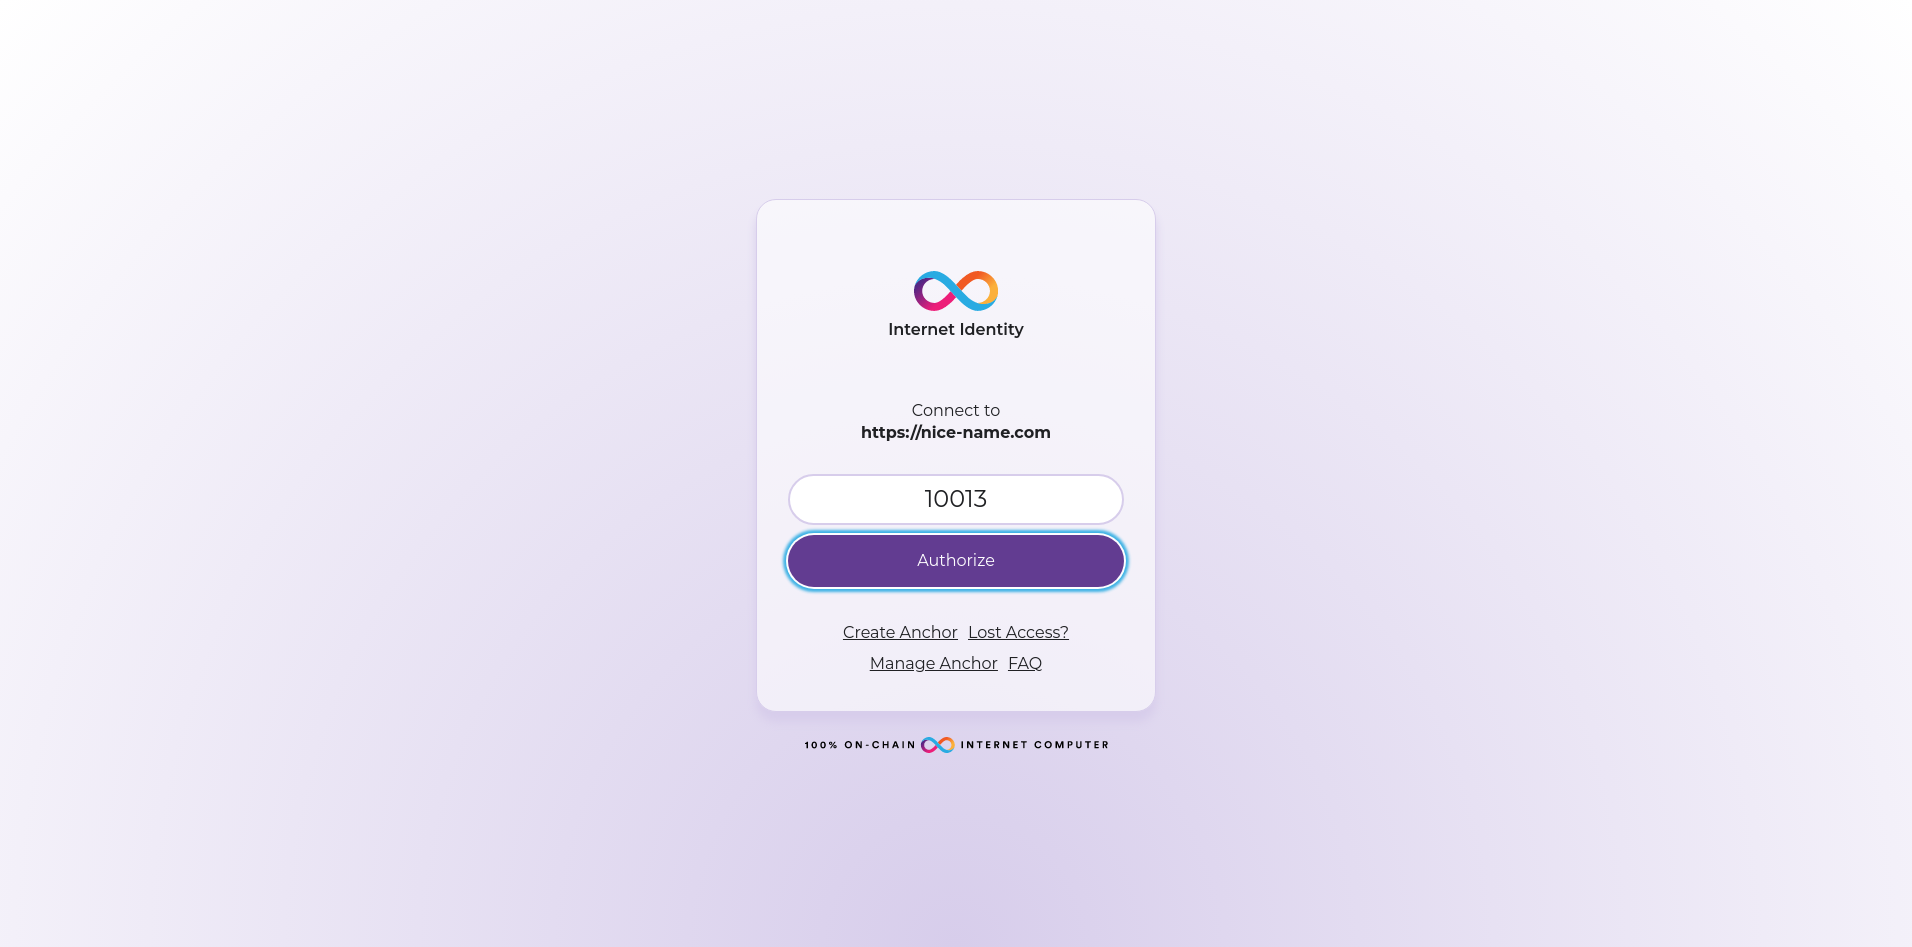 Internet Identity
Connect to
https://nice-name.com
10013
Authorize
Create Anchor Lost Access?
Manage Anchor FAQ
100% ON-CHAIN INTERNET COMPUTER